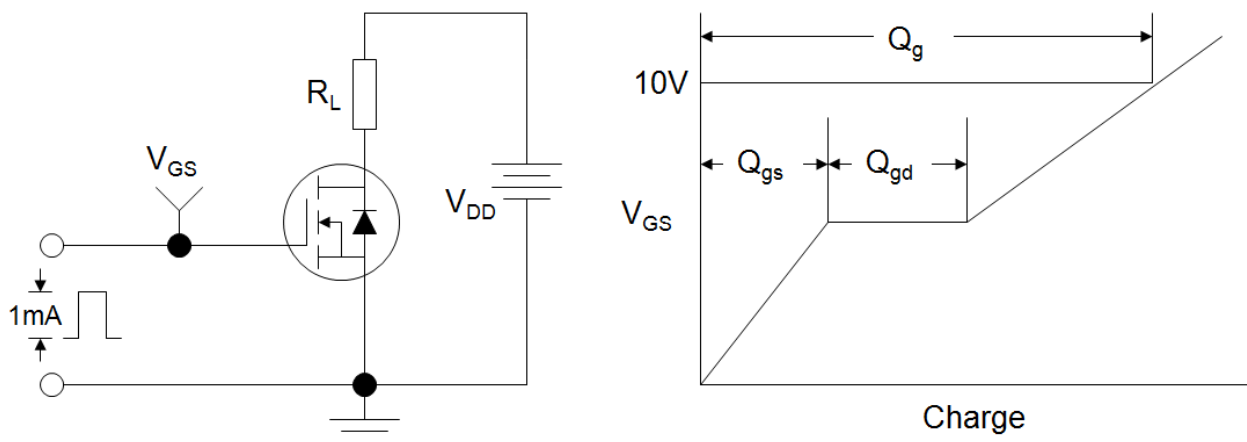 R_L
V_GS
V_DD
1mA
Q_g
10V
Q_gs
Q_gd
V_GS
Charge